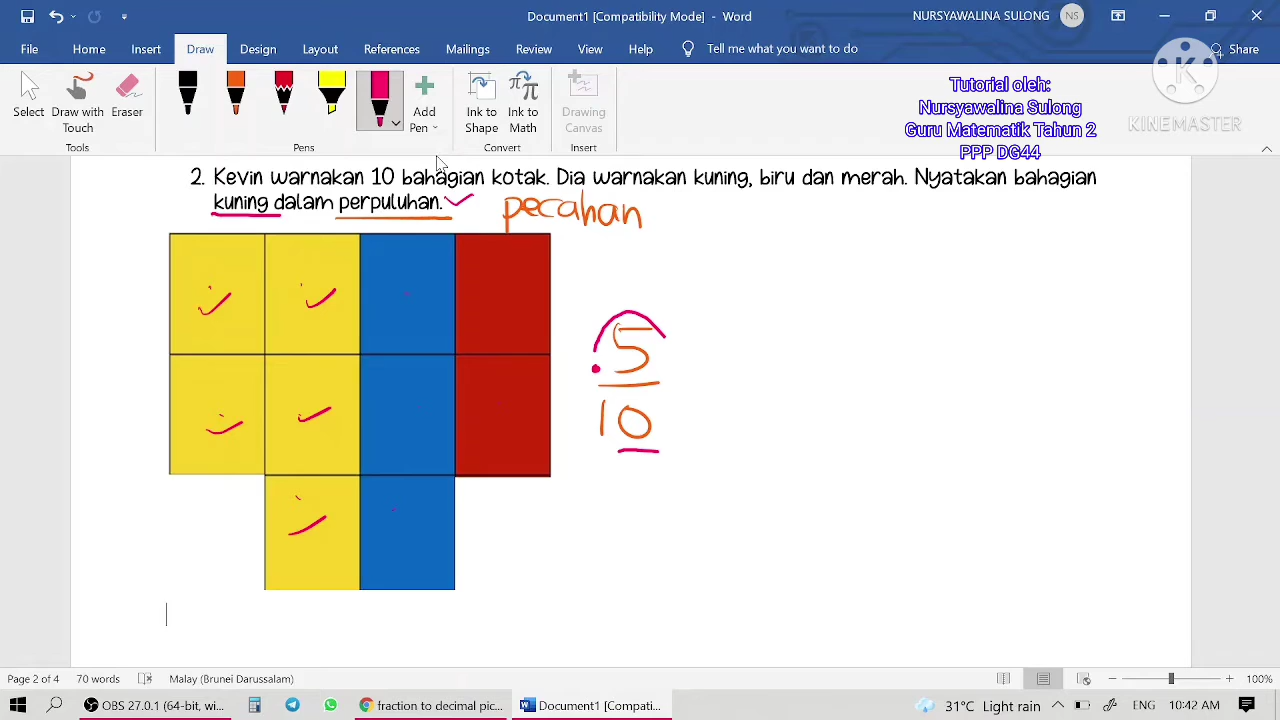 Document1 [Compatibility Mode] - Word
NURSYAWALINA SULONG NS
File Home Insert Draw Design Layout References Mailings Review View Help Tell me what you want to do Share
Tutorial oleh:
Nursyawalina Sulong
Guru Matematik Tahun 2
PPP DG44
K
KINEMASTER
Select Draw with Touch Eraser Add Pen Ink to Shape Ink to Math Drawing Canvas
Tools Pens Convert Insert
2. Kevin warnakan 10 bahagian kotak. Dia warnakan kuning, biru dan merah. Nyatakan bahagian
kuning dalam perpuluhan.
pecahan
.5
10
Page 2 of 4 70 words Malay (Brunei Darussalam) 100%
OBS 27.0.1 (64-bit, wi... fraction to decimal pic... Document1 [Compati... 31°C Light rain 10:42 AM